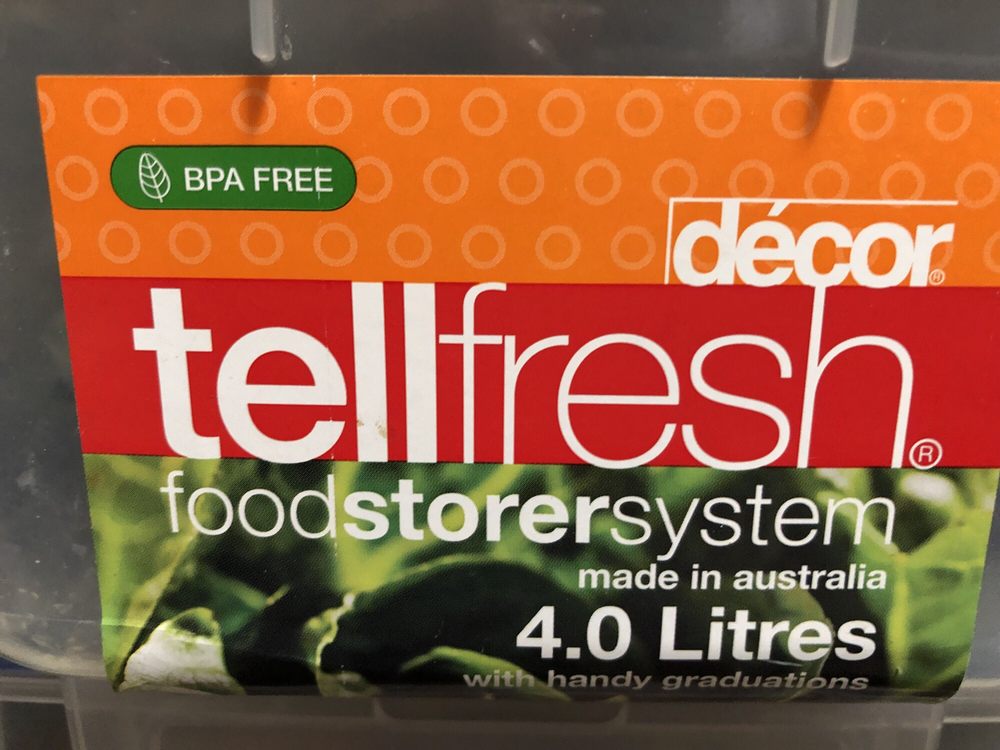 BPA FREE
décor®
tellfresh®
foodstorersystem
made in australia
4.0 Litres
with handy graduations